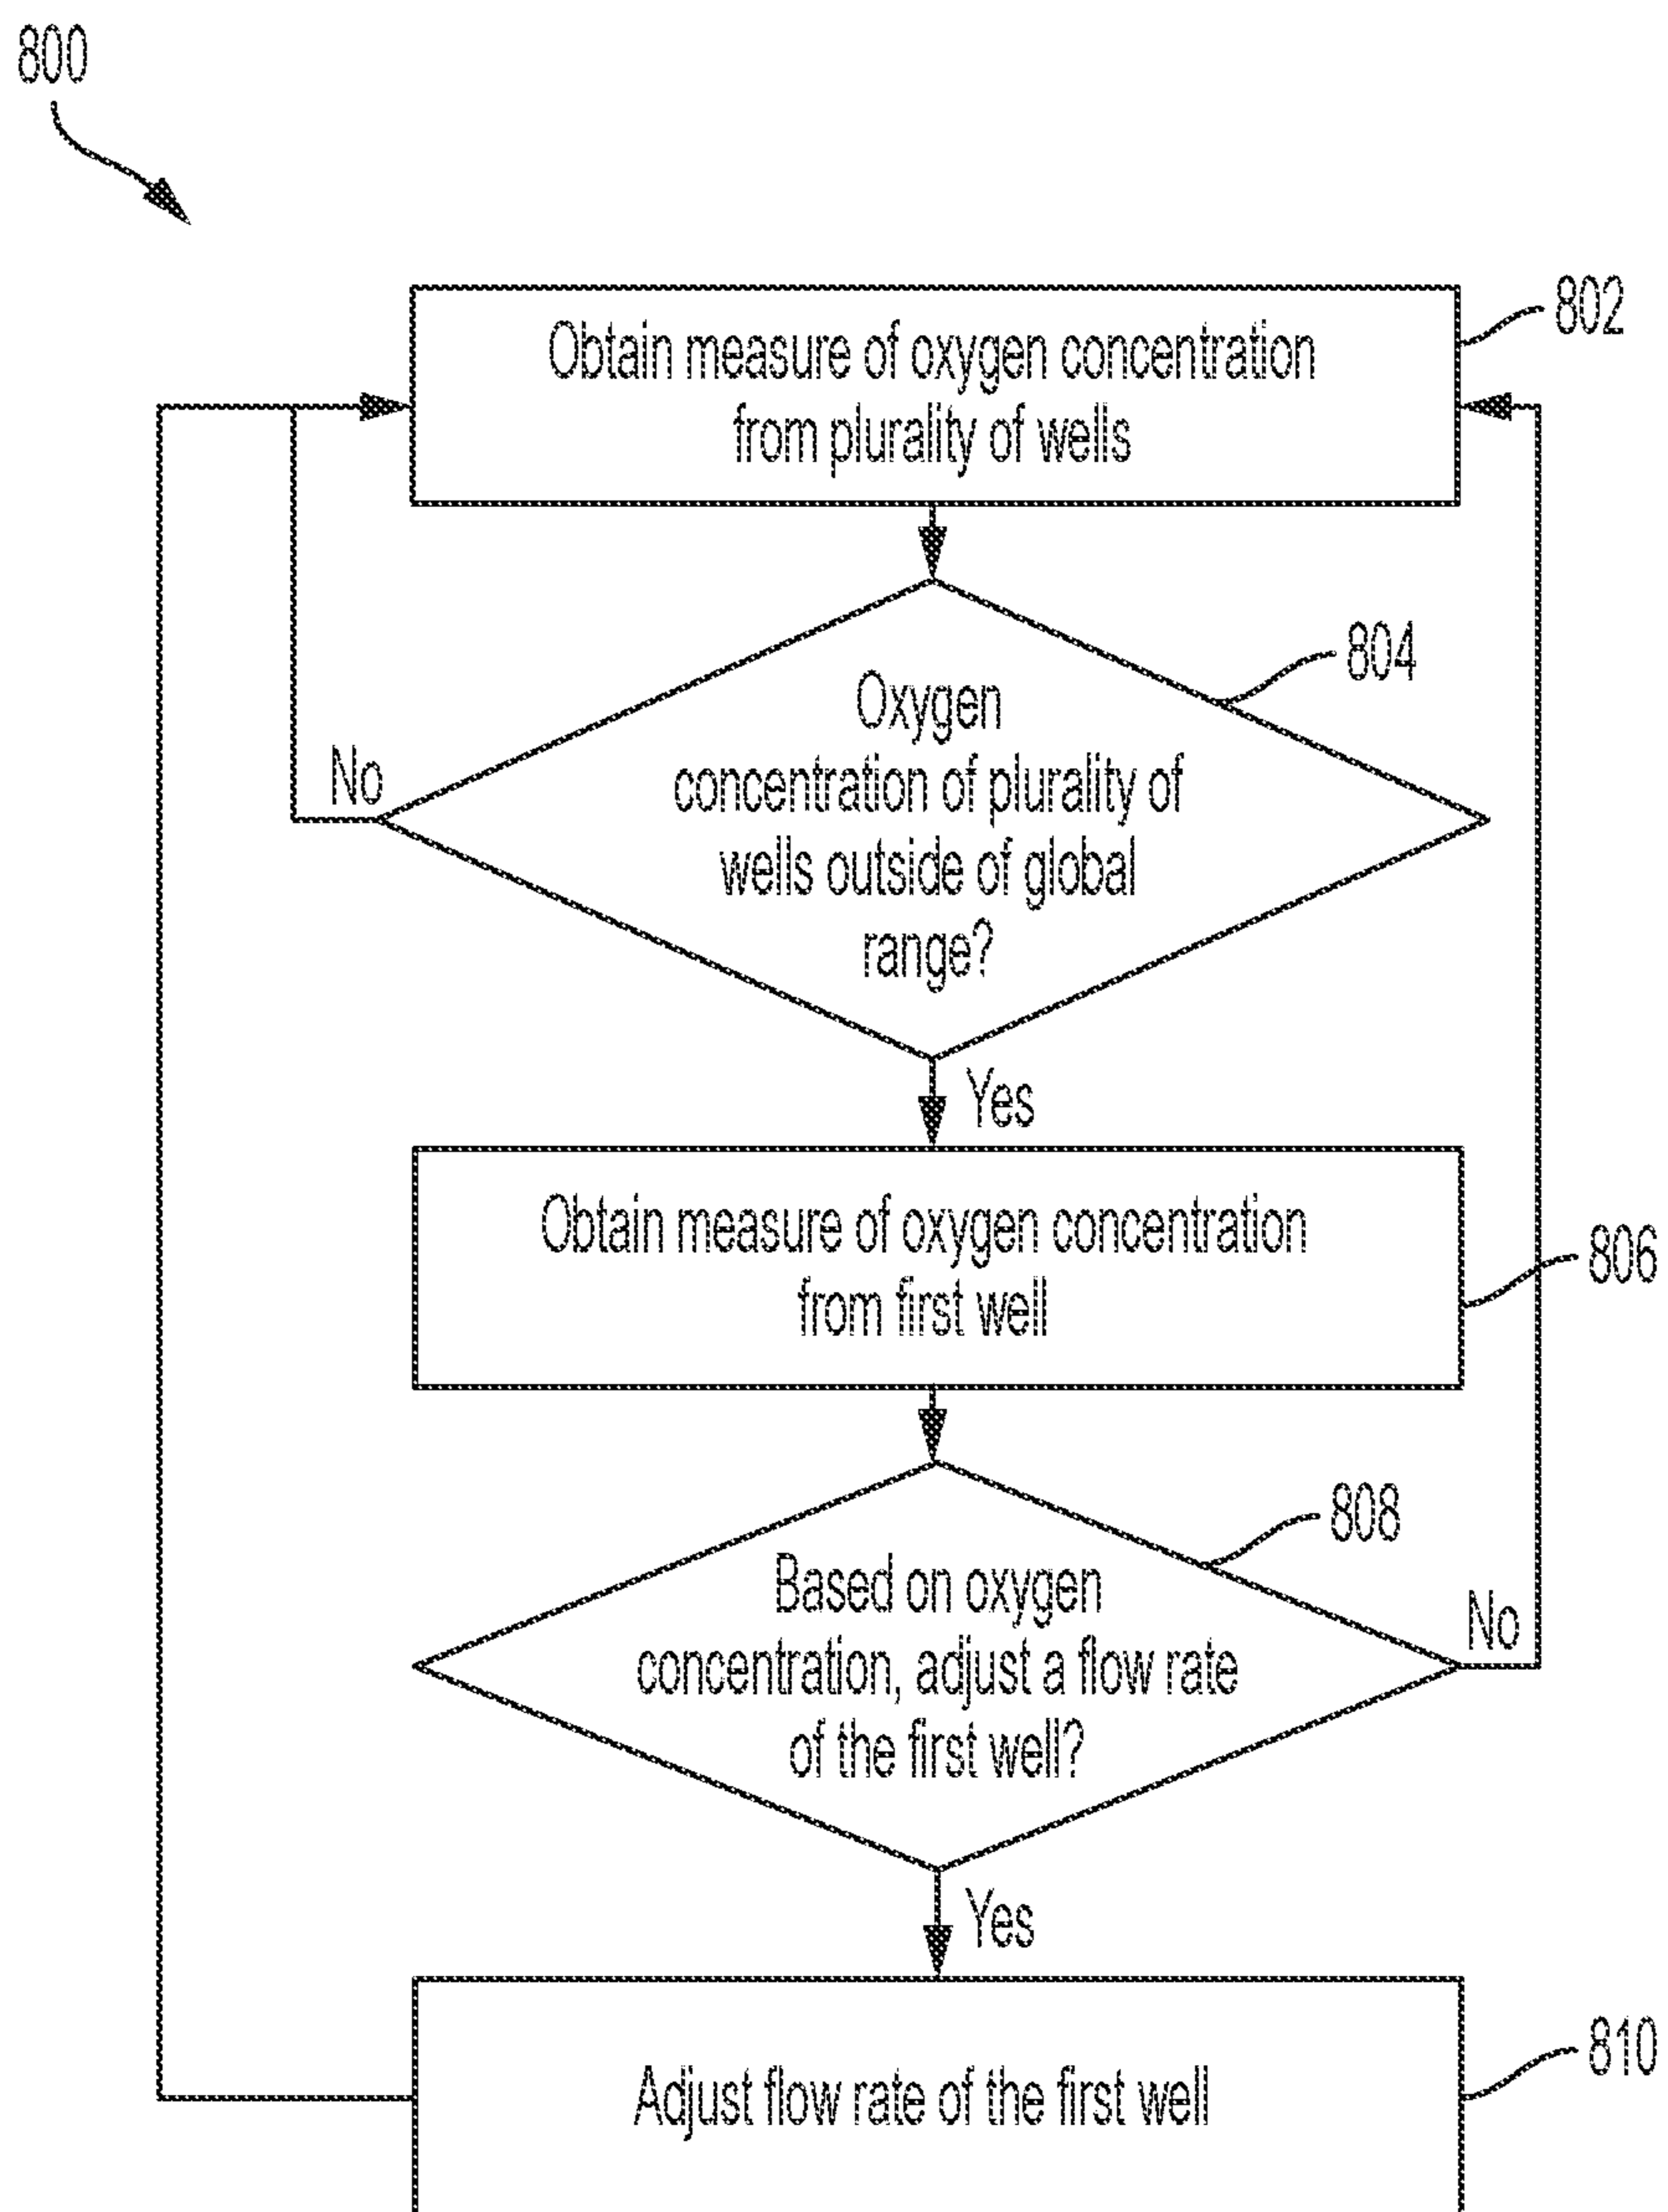 800
Obtain measure of oxygen concentration
from plurality of wells
802
Oxygen
concentration of plurality of
wells outside of global
range?
804
No
Yes
Obtain measure of oxygen concentration
from first well
806
Based on oxygen
concentration, adjust a flow rate
of the first well?
808
No
Yes
Adjust flow rate of the first well
810